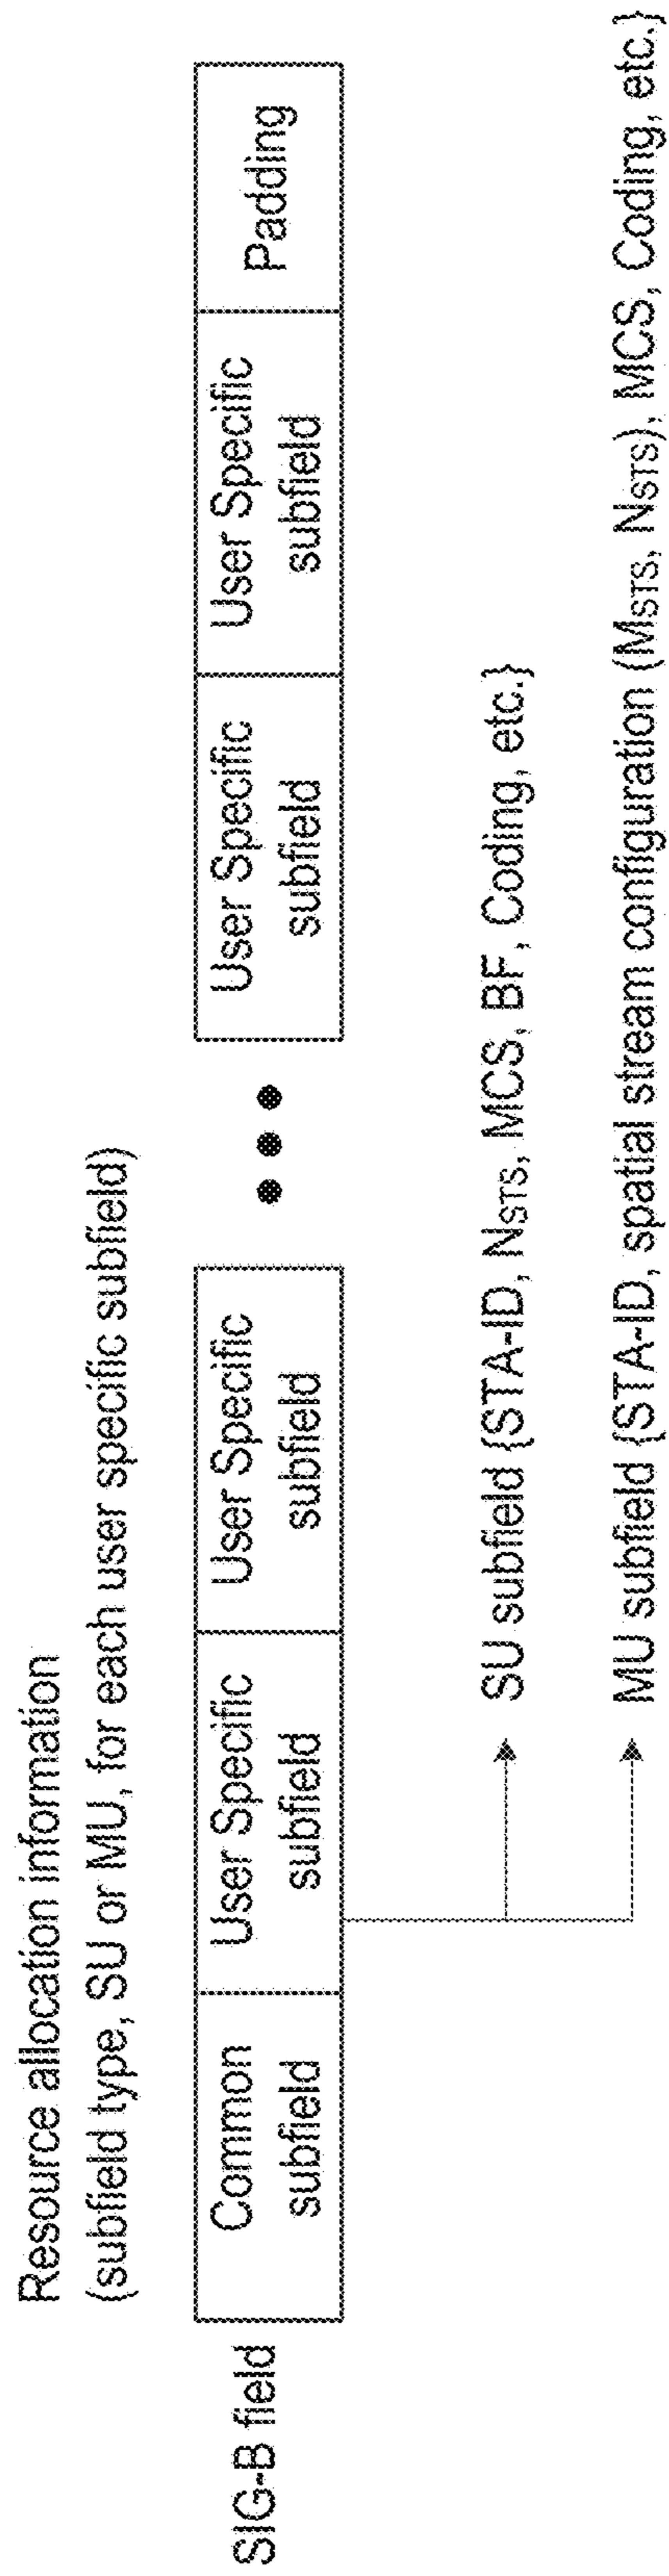 Resource allocation information
(subfield type, SU or MU, for each user specific subfield)
SIG-B field
Common
subfield
User Specific
subfield
User Specific
subfield
User Specific
subfield
User Specific
subfield
Padding
SU subfield {STA-ID, NSTS, MCS, BF, Coding, etc.}
MU subfield {STA-ID, spatial stream configuration (MSTS, NSTS), MCS, Coding, etc.}